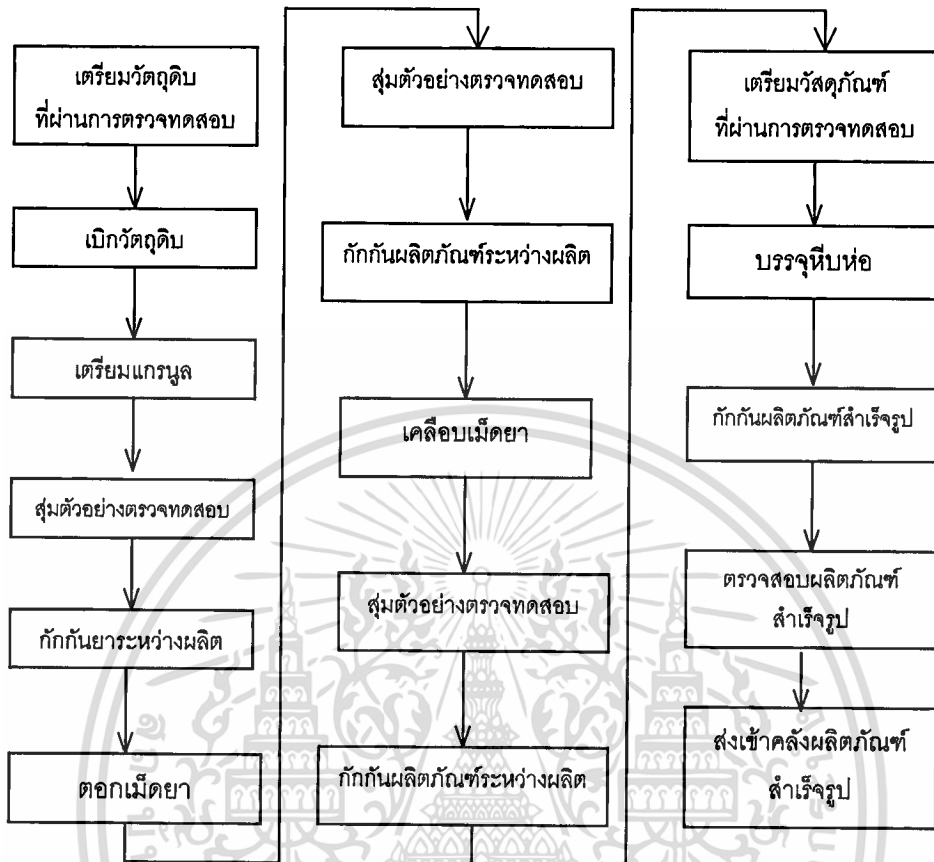 เตรียมวัตถุดิบ
ที่ผ่านการตรวจทดสอบ
เบิกวัตถุดิบ
เตรียมแกรนูล
สุ่มตัวอย่างตรวจทดสอบ
กักกันยาระหว่างผลิต
ตอกเม็ดยา
สุ่มตัวอย่างตรวจทดสอบ
กักกันผลิตภัณฑ์ระหว่างผลิต
เคลือบเม็ดยา
สุ่มตัวอย่างตรวจทดสอบ
กักกันผลิตภัณฑ์ระหว่างผลิต
เตรียมวัสดุภัณฑ์
ที่ผ่านการตรวจทดสอบ
บรรจุหีบห่อ
กักกันผลิตภัณฑ์สำเร็จรูป
ตรวจสอบผลิตภัณฑ์
สำเร็จรูป
ส่งเข้าคลังผลิตภัณฑ์
สำเร็จรูป